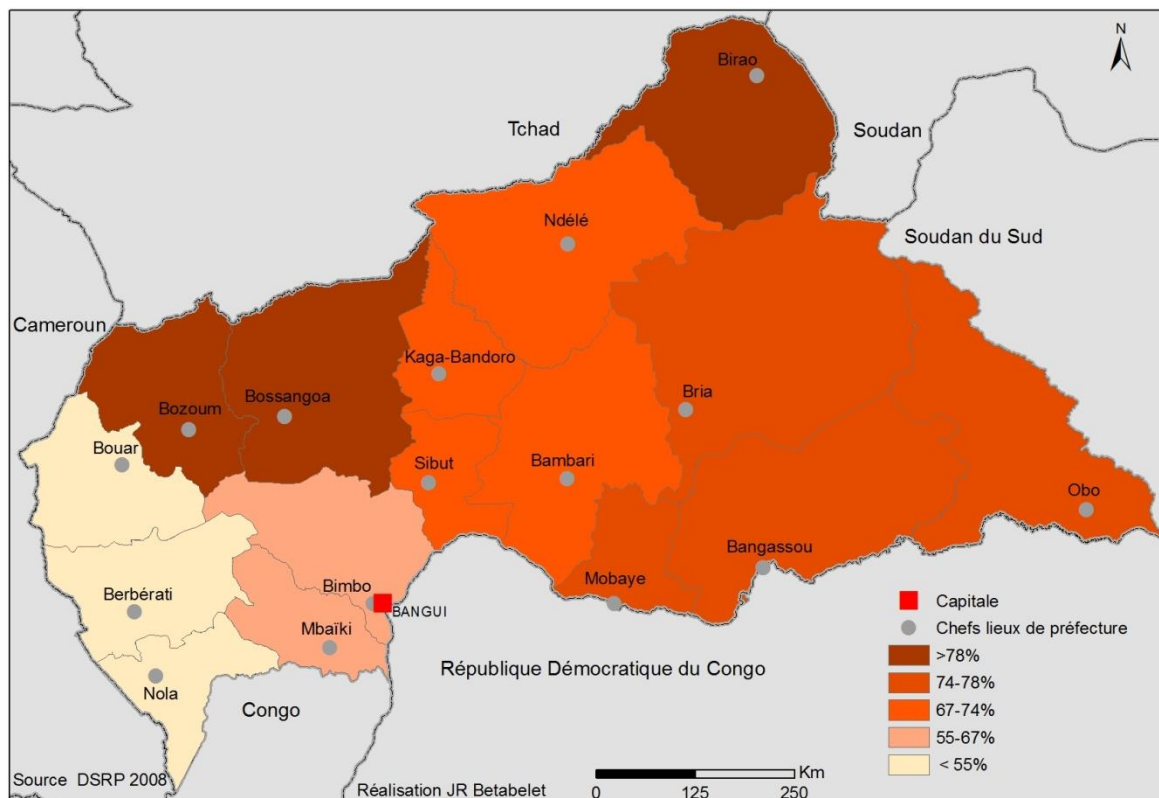 N
Birao
Tchad
Soudan
Ndélé
Soudan du Sud
Cameroun
Kaga-Bandoro
Bossangoa
Bozoum
Bria
Bouar
Sibut
Bambari
Obo
Bangassou
Berbérati
Bimbo
BANGUI
Mobaye
Mbaïki
Nola
Congo
République Démocratique du Congo
Capitale
Chefs lieux de préfecture
>78%
74-78%
67-74%
55-67%
< 55%
Source DSRP 2008
Réalisation JR Betabelet
Km
0 125 250